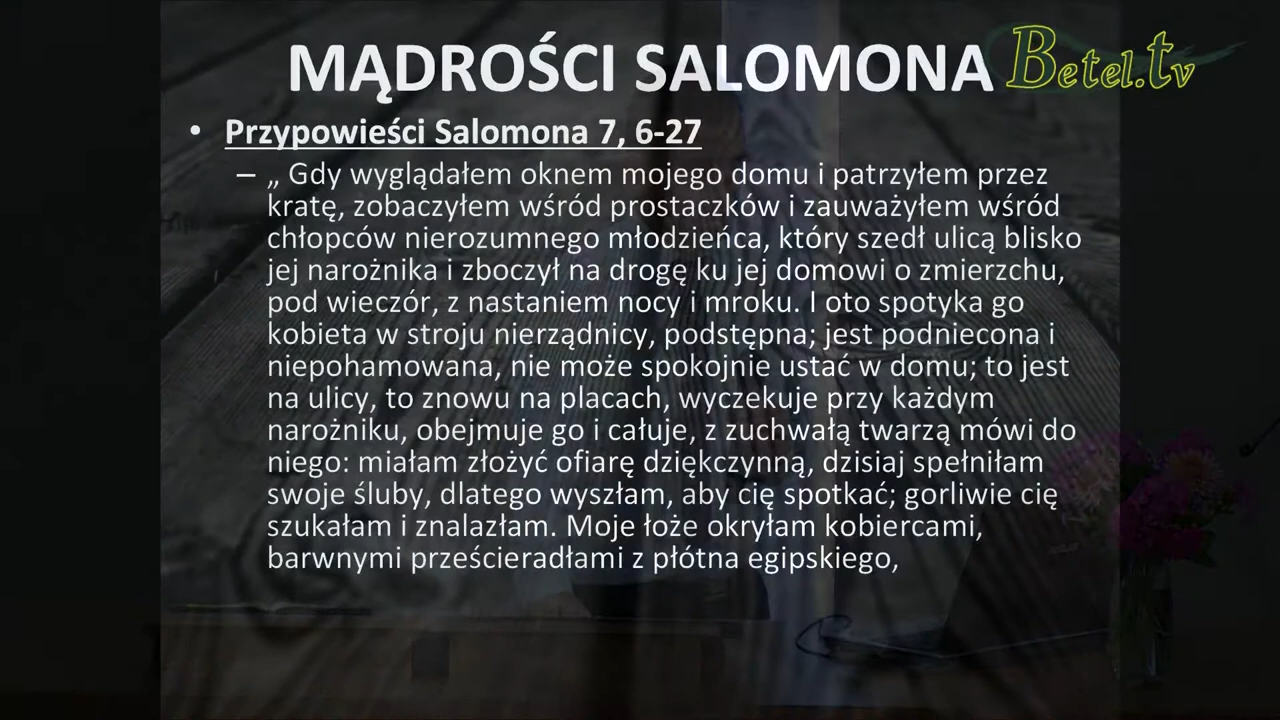 MĄDROŚCI SALOMONA
Betel.tv
• Przypowieści Salomona 7, 6-27
– „ Gdy wyglądałem oknem mojego domu i patrzyłem przez
kratę, zobaczyłem wśród prostaczków i zauważyłem wśród
chłopców nierozumnego młodzieńca, który szedł ulicą blisko
jej narożnika i zboczył na drogę ku jej domowi o zmierzchu,
pod wieczór, z nastaniem nocy i mroku. I oto spotyka go
kobieta w stroju nierządnicy, podstępna; jest podniecona i
niepohamowana, nie może spokojnie ustać w domu; to jest
na ulicy, to znowu na placach, wyczekuje przy każdym
narożniku, obejmuje go i całuje, z zuchwałą twarzą mówi do
niego: miałam złożyć ofiarę dziękczynną, dzisiaj spełniłam
swoje śluby, dlatego wyszłam, aby cię spotkać; gorliwie cię
szukałam i znalazłam. Moje łoże okryłam kobiercami,
barwnymi prześcieradłami z płótna egipskiego,